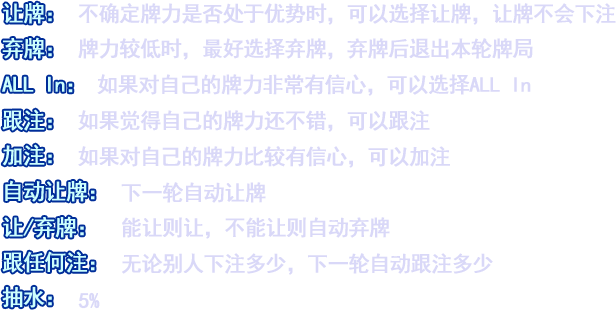 让牌： 不确定牌力是否处于优势时，可以选择让牌，让牌不会下注
弃牌： 牌力较低时，最好选择弃牌，弃牌后退出本轮牌局
ALL In： 如果对自己的牌力非常有信心，可以选择ALL In
跟注： 如果觉得自己的牌力还不错，可以跟注
加注： 如果对自己的牌力比较有信心，可以加注
自动让牌： 下一轮自动让牌
让/弃牌： 能让则让，不能让则自动弃牌
跟任何注： 无论别人下注多少，下一轮自动跟注多少
抽水： 5%